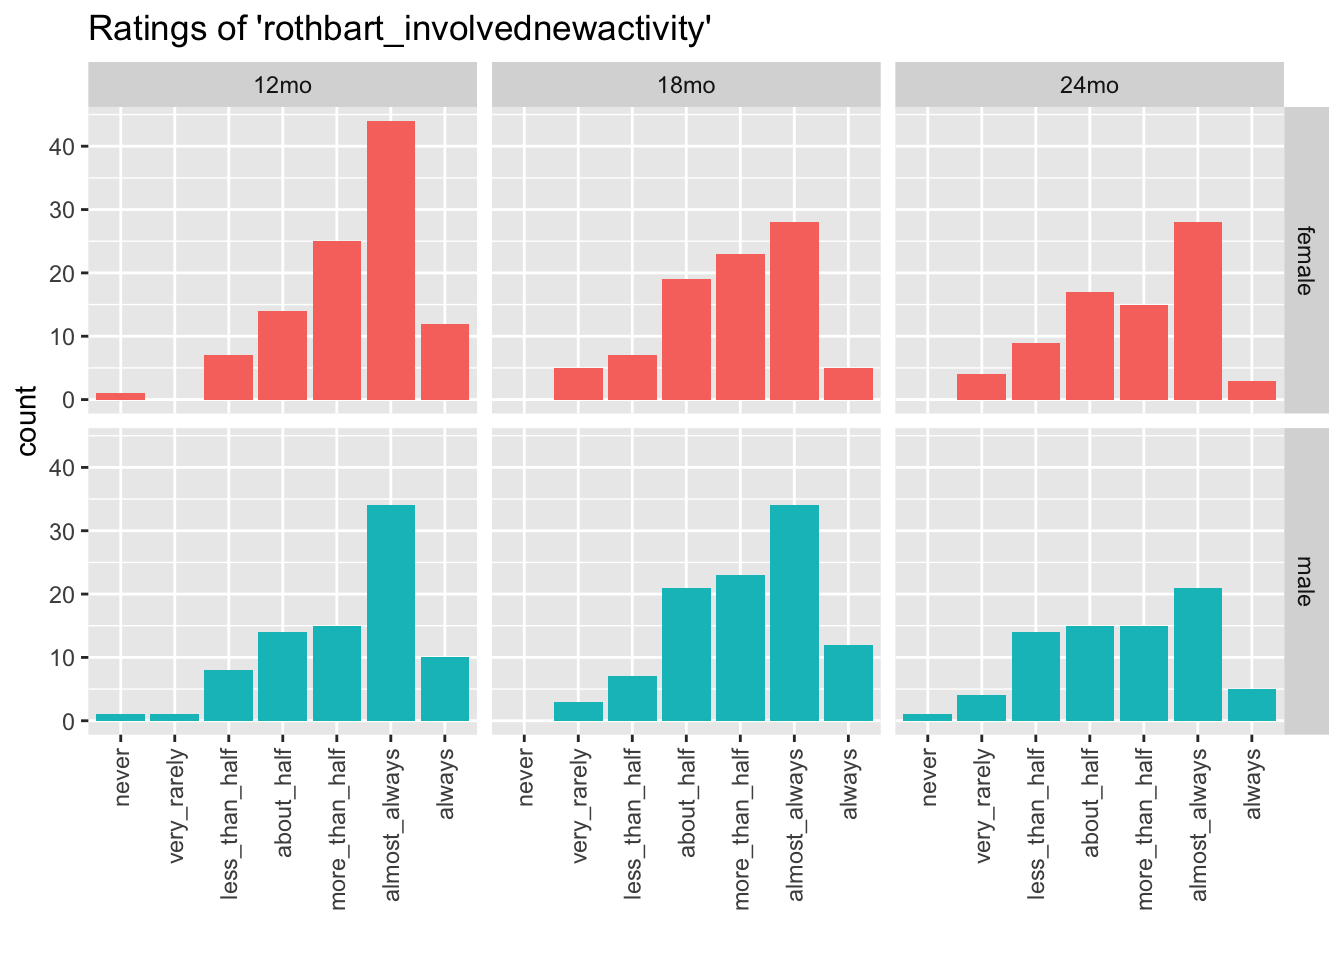 Ratings of 'rothbart_involvednewactivity'
12mo
18mo
24mo
count
40
30
20
10
0
female
40
30
20
10
0
male
never
very_rarely
less_than_half
about_half
more_than_half
almost_always
always
never
very_rarely
less_than_half
about_half
more_than_half
almost_always
always
never
very_rarely
less_than_half
about_half
more_than_half
almost_always
always